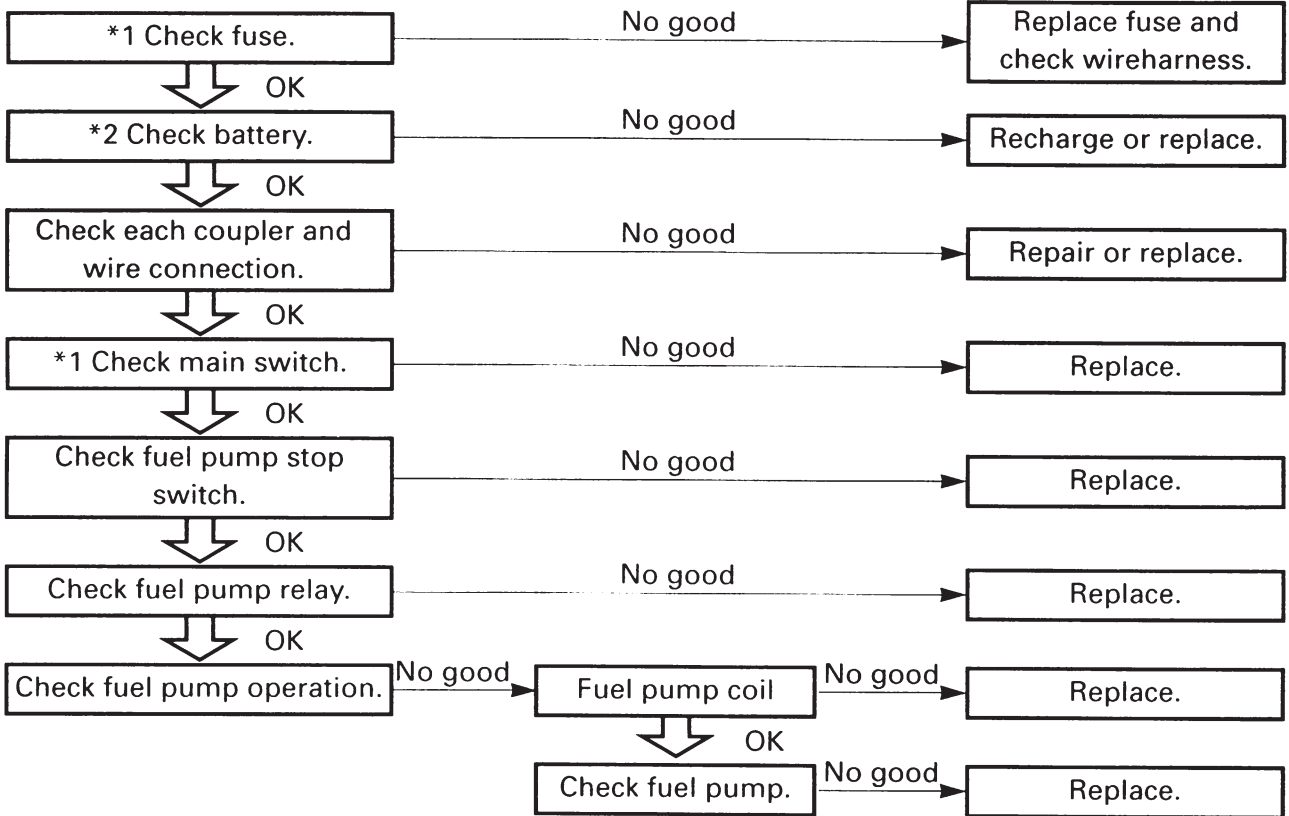 *1 Check fuse.
No good
Replace fuse and
check wireharness.
OK
*2 Check battery.
No good
Recharge or replace.
OK
Check each coupler and
wire connection.
No good
Repair or replace.
OK
*1 Check main switch.
No good
Replace.
OK
Check fuel pump stop
switch.
No good
Replace.
OK
Check fuel pump relay.
No good
Replace.
OK
Check fuel pump operation.
No good
Fuel pump coil
No good
Replace.
OK
Check fuel pump.
No good
Replace.